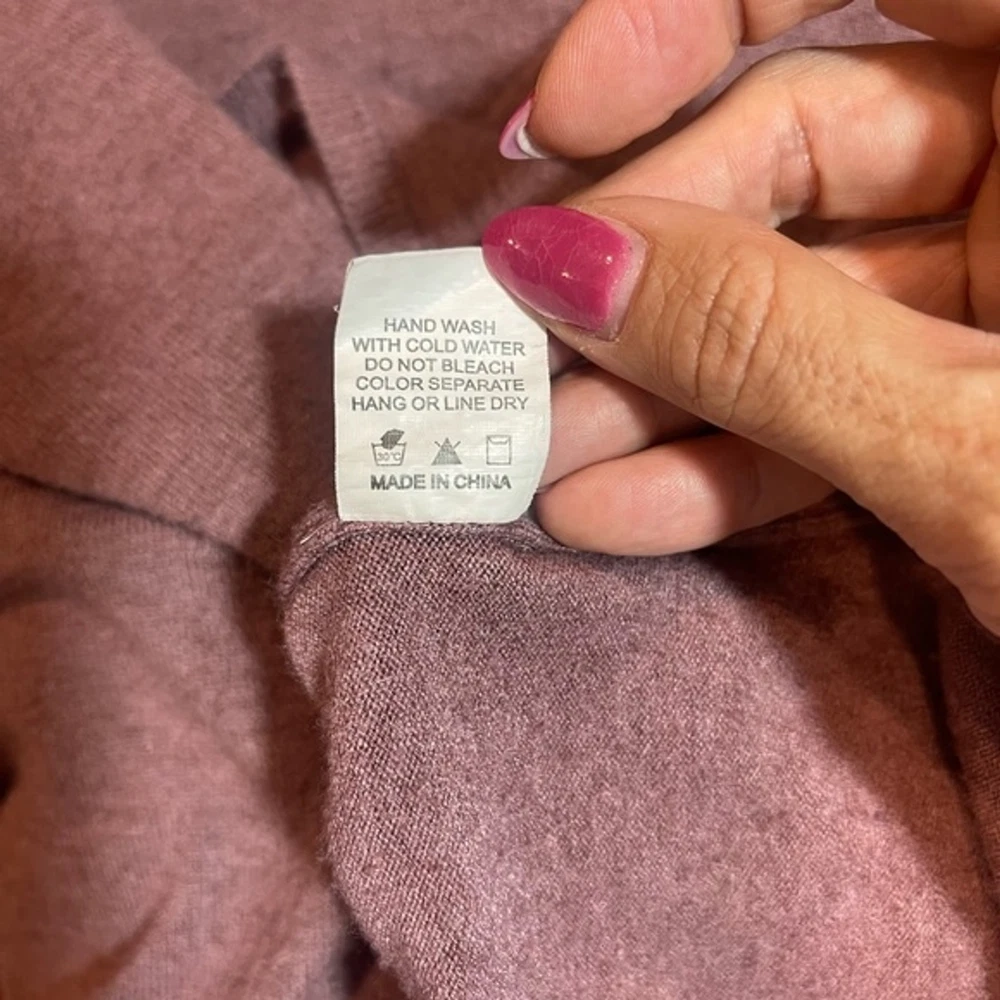 HAND WASH
WITH COLD WATER
DO NOT BLEACH
COLOR SEPARATE
HANG OR LINE DRY
30°C
MADE IN CHINA